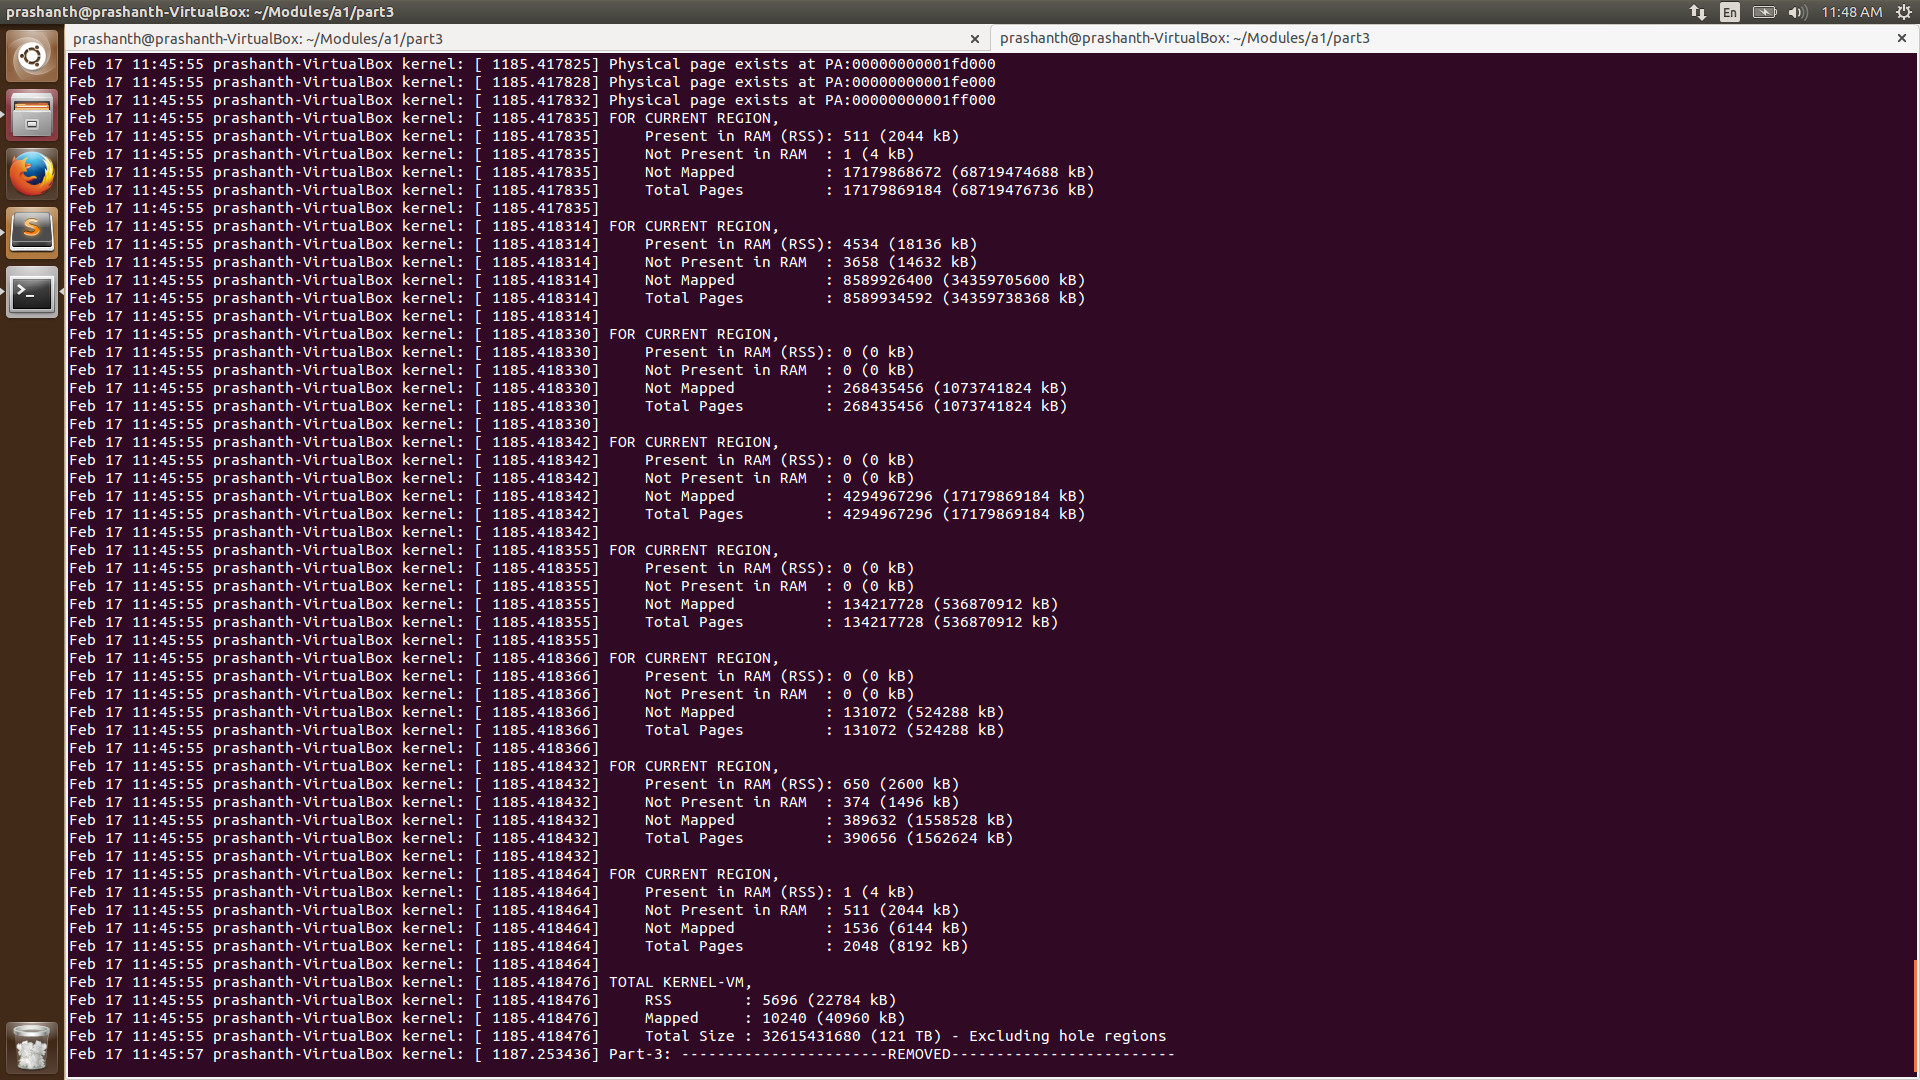 prashanth@prashanth-VirtualBox: ~/Modules/a1/part3
En
11:48 AM
prashanth@prashanth-VirtualBox: ~/Modules/a1/part3
prashanth@prashanth-VirtualBox: ~/Modules/a1/part3
Feb 17 11:45:55 prashanth-VirtualBox kernel: [ 1185.417825] Physical page exists at PA:00000000001fd000
Feb 17 11:45:55 prashanth-VirtualBox kernel: [ 1185.417828] Physical page exists at PA:00000000001fe000
Feb 17 11:45:55 prashanth-VirtualBox kernel: [ 1185.417832] Physical page exists at PA:00000000001ff000
Feb 17 11:45:55 prashanth-VirtualBox kernel: [ 1185.417835] FOR CURRENT REGION,
Feb 17 11:45:55 prashanth-VirtualBox kernel: [ 1185.417835]     Present in RAM (RSS): 511 (2044 kB)
Feb 17 11:45:55 prashanth-VirtualBox kernel: [ 1185.417835]     Not Present in RAM  : 1 (4 kB)
Feb 17 11:45:55 prashanth-VirtualBox kernel: [ 1185.417835]     Not Mapped          : 17179868672 (68719474688 kB)
Feb 17 11:45:55 prashanth-VirtualBox kernel: [ 1185.417835]     Total Pages         : 17179869184 (68719476736 kB)
Feb 17 11:45:55 prashanth-VirtualBox kernel: [ 1185.417835]
Feb 17 11:45:55 prashanth-VirtualBox kernel: [ 1185.418314] FOR CURRENT REGION,
Feb 17 11:45:55 prashanth-VirtualBox kernel: [ 1185.418314]     Present in RAM (RSS): 4534 (18136 kB)
Feb 17 11:45:55 prashanth-VirtualBox kernel: [ 1185.418314]     Not Present in RAM  : 3658 (14632 kB)
Feb 17 11:45:55 prashanth-VirtualBox kernel: [ 1185.418314]     Not Mapped          : 8589926400 (34359705600 kB)
Feb 17 11:45:55 prashanth-VirtualBox kernel: [ 1185.418314]     Total Pages         : 8589934592 (34359738368 kB)
Feb 17 11:45:55 prashanth-VirtualBox kernel: [ 1185.418314]
Feb 17 11:45:55 prashanth-VirtualBox kernel: [ 1185.418330] FOR CURRENT REGION,
Feb 17 11:45:55 prashanth-VirtualBox kernel: [ 1185.418330]     Present in RAM (RSS): 0 (0 kB)
Feb 17 11:45:55 prashanth-VirtualBox kernel: [ 1185.418330]     Not Present in RAM  : 0 (0 kB)
Feb 17 11:45:55 prashanth-VirtualBox kernel: [ 1185.418330]     Not Mapped          : 268435456 (1073741824 kB)
Feb 17 11:45:55 prashanth-VirtualBox kernel: [ 1185.418330]     Total Pages         : 268435456 (1073741824 kB)
Feb 17 11:45:55 prashanth-VirtualBox kernel: [ 1185.418330]
Feb 17 11:45:55 prashanth-VirtualBox kernel: [ 1185.418342] FOR CURRENT REGION,
Feb 17 11:45:55 prashanth-VirtualBox kernel: [ 1185.418342]     Present in RAM (RSS): 0 (0 kB)
Feb 17 11:45:55 prashanth-VirtualBox kernel: [ 1185.418342]     Not Present in RAM  : 0 (0 kB)
Feb 17 11:45:55 prashanth-VirtualBox kernel: [ 1185.418342]     Not Mapped          : 4294967296 (17179869184 kB)
Feb 17 11:45:55 prashanth-VirtualBox kernel: [ 1185.418342]     Total Pages         : 4294967296 (17179869184 kB)
Feb 17 11:45:55 prashanth-VirtualBox kernel: [ 1185.418342]
Feb 17 11:45:55 prashanth-VirtualBox kernel: [ 1185.418355] FOR CURRENT REGION,
Feb 17 11:45:55 prashanth-VirtualBox kernel: [ 1185.418355]     Present in RAM (RSS): 0 (0 kB)
Feb 17 11:45:55 prashanth-VirtualBox kernel: [ 1185.418355]     Not Present in RAM  : 0 (0 kB)
Feb 17 11:45:55 prashanth-VirtualBox kernel: [ 1185.418355]     Not Mapped          : 134217728 (536870912 kB)
Feb 17 11:45:55 prashanth-VirtualBox kernel: [ 1185.418355]     Total Pages         : 134217728 (536870912 kB)
Feb 17 11:45:55 prashanth-VirtualBox kernel: [ 1185.418355]
Feb 17 11:45:55 prashanth-VirtualBox kernel: [ 1185.418366] FOR CURRENT REGION,
Feb 17 11:45:55 prashanth-VirtualBox kernel: [ 1185.418366]     Present in RAM (RSS): 0 (0 kB)
Feb 17 11:45:55 prashanth-VirtualBox kernel: [ 1185.418366]     Not Present in RAM  : 0 (0 kB)
Feb 17 11:45:55 prashanth-VirtualBox kernel: [ 1185.418366]     Not Mapped          : 131072 (524288 kB)
Feb 17 11:45:55 prashanth-VirtualBox kernel: [ 1185.418366]     Total Pages         : 131072 (524288 kB)
Feb 17 11:45:55 prashanth-VirtualBox kernel: [ 1185.418366]
Feb 17 11:45:55 prashanth-VirtualBox kernel: [ 1185.418432] FOR CURRENT REGION,
Feb 17 11:45:55 prashanth-VirtualBox kernel: [ 1185.418432]     Present in RAM (RSS): 650 (2600 kB)
Feb 17 11:45:55 prashanth-VirtualBox kernel: [ 1185.418432]     Not Present in RAM  : 374 (1496 kB)
Feb 17 11:45:55 prashanth-VirtualBox kernel: [ 1185.418432]     Not Mapped          : 389632 (1558528 kB)
Feb 17 11:45:55 prashanth-VirtualBox kernel: [ 1185.418432]     Total Pages         : 390656 (1562624 kB)
Feb 17 11:45:55 prashanth-VirtualBox kernel: [ 1185.418432]
Feb 17 11:45:55 prashanth-VirtualBox kernel: [ 1185.418464] FOR CURRENT REGION,
Feb 17 11:45:55 prashanth-VirtualBox kernel: [ 1185.418464]     Present in RAM (RSS): 1 (4 kB)
Feb 17 11:45:55 prashanth-VirtualBox kernel: [ 1185.418464]     Not Present in RAM  : 511 (2044 kB)
Feb 17 11:45:55 prashanth-VirtualBox kernel: [ 1185.418464]     Not Mapped          : 1536 (6144 kB)
Feb 17 11:45:55 prashanth-VirtualBox kernel: [ 1185.418464]     Total Pages         : 2048 (8192 kB)
Feb 17 11:45:55 prashanth-VirtualBox kernel: [ 1185.418464]
Feb 17 11:45:55 prashanth-VirtualBox kernel: [ 1185.418476] TOTAL KERNEL-VM,
Feb 17 11:45:55 prashanth-VirtualBox kernel: [ 1185.418476]     RSS        : 5696 (22784 kB)
Feb 17 11:45:55 prashanth-VirtualBox kernel: [ 1185.418476]     Mapped     : 10240 (40960 kB)
Feb 17 11:45:55 prashanth-VirtualBox kernel: [ 1185.418476]     Total Size : 32615431680 (121 TB) - Excluding hole regions
Feb 17 11:45:57 prashanth-VirtualBox kernel: [ 1187.253436] Part-3: -----------------------REMOVED-------------------------